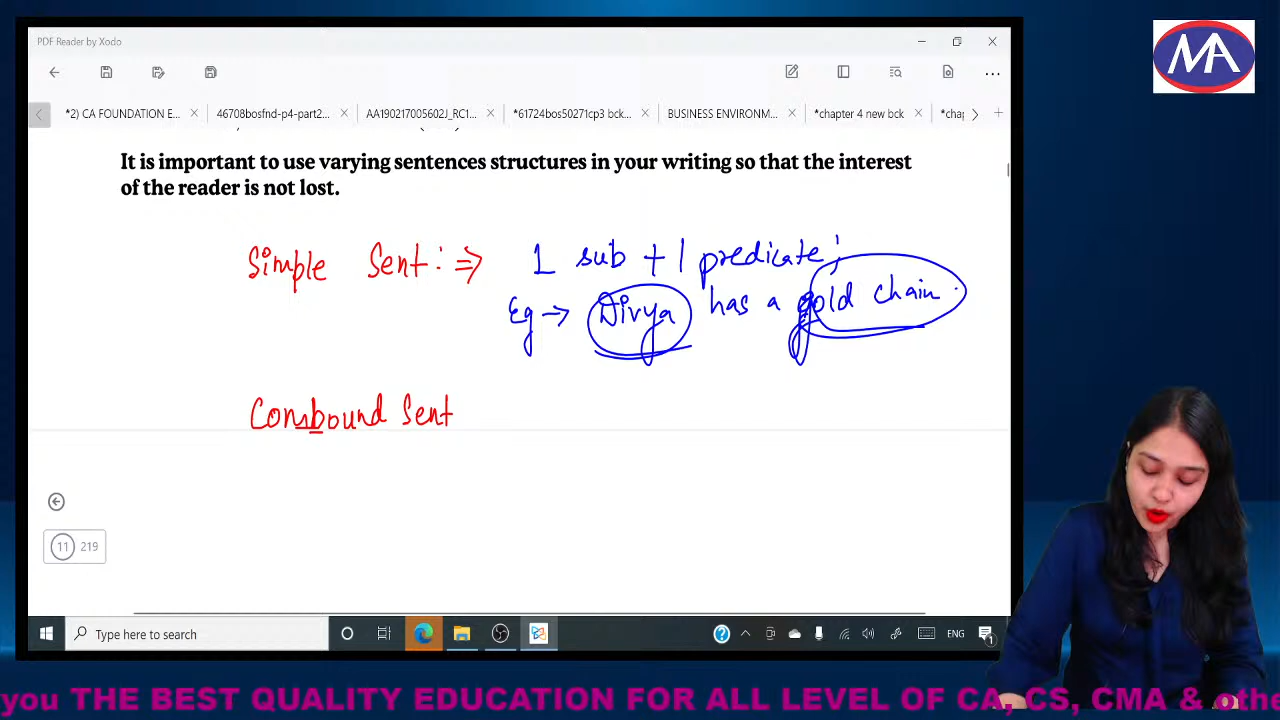 PDF Reader by Xodo
MA
*2) CA FOUNDATION E...
46708bosfnd-p4-part2...
AA190217005602J_RC1...
*61724bos50271cp3 bck...
BUSINESS ENVIRONM...
*chapter 4 new bck
*chap
It is important to use varying sentences structures in your writing so that the interest
of the reader is not lost.
Simple Sent: ⇒ 1 sub + 1 predicate;
Eg → Divya has a gold chain.
Compound Sent
11 219
Type here to search
ENG
1
you THE BEST QUALITY EDUCATION FOR ALL LEVEL OF CA, CS, CMA & othe